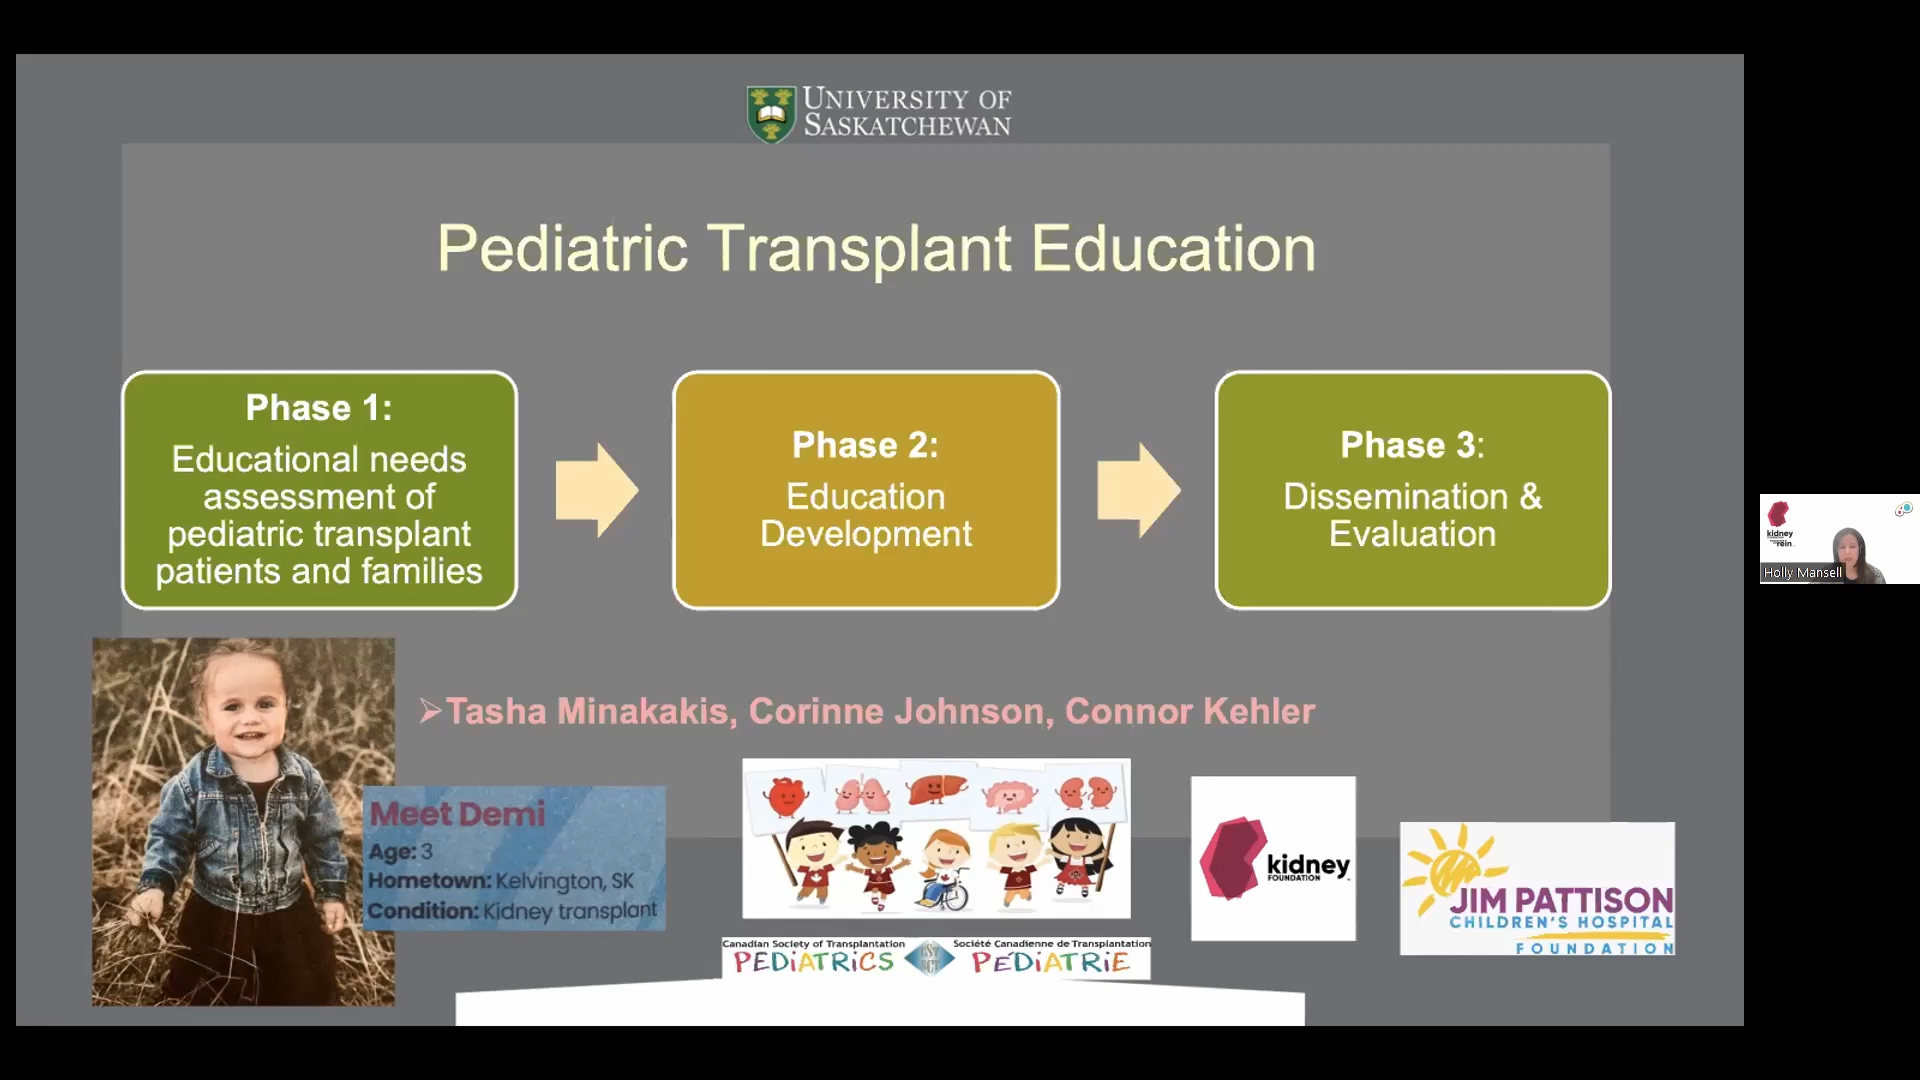 UNIVERSITY OF
SASKATCHEWAN
Pediatric Transplant Education
Phase 1:
Educational needs
assessment of
pediatric transplant
patients and families
Phase 2:
Education
Development
Phase 3:
Dissemination &
Evaluation
kidney
rein
Holly Mansell
➢Tasha Minakakis, Corinne Johnson, Connor Kehler
Meet Demi
Age: 3
Hometown: Kelvington, SK
Condition: Kidney transplant
kidney
FOUNDATION
JIM PATTISON
CHILDREN'S HOSPITAL
FOUNDATION
Canadian Society of Transplantation
PEDIATRICS
Société Canadienne de Transplantation
PEDIATRIE